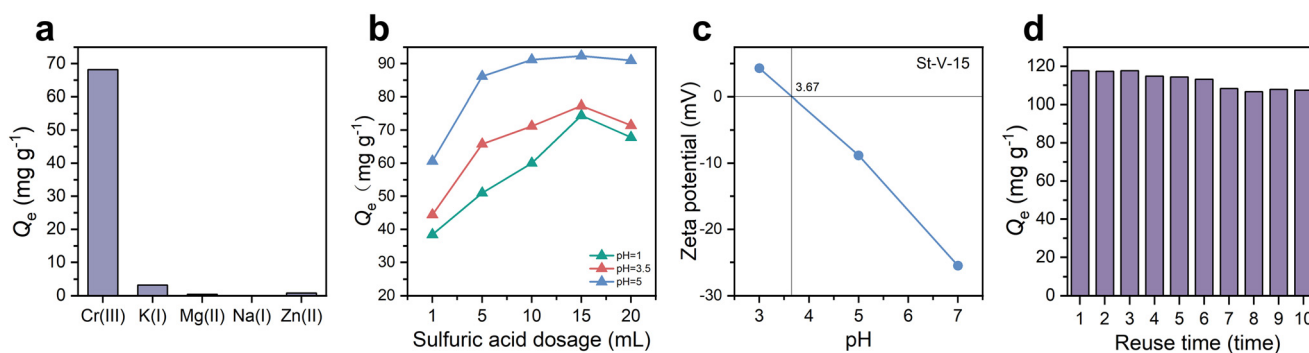 a
70
60
50
40
30
20
10
0
Qe (mg g-1)
Cr(III) K(I) Mg(II) Na(I) Zn(II)
b
100
90
80
70
60
50
40
30
20
Qe (mg g-1)
pH=1
pH=3.5
pH=5
1 5 10 15 20
Sulfuric acid dosage (mL)
c
St-V-15
3.67
10
0
-10
-20
-30
Zeta potential (mV)
3 4 5 6 7
pH
d
120
100
80
60
40
20
0
Qe (mg g-1)
1 2 3 4 5 6 7 8 9 10
Reuse time (time)